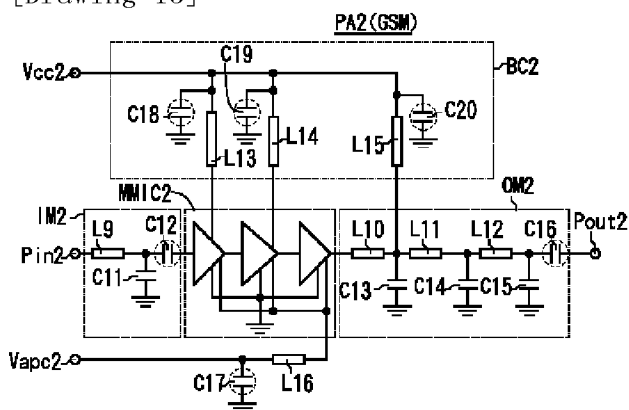 [Drawing 10]
PA2(GSM)
Vcc2
C19
BC2
C18
C20
L13
L14
L15
MMIC2
OM2
IM2
L9
C12
L10
L11
L12
C16
Pout2
Pin2
C11
C13
C14
C15
Vapc2
L16
C17